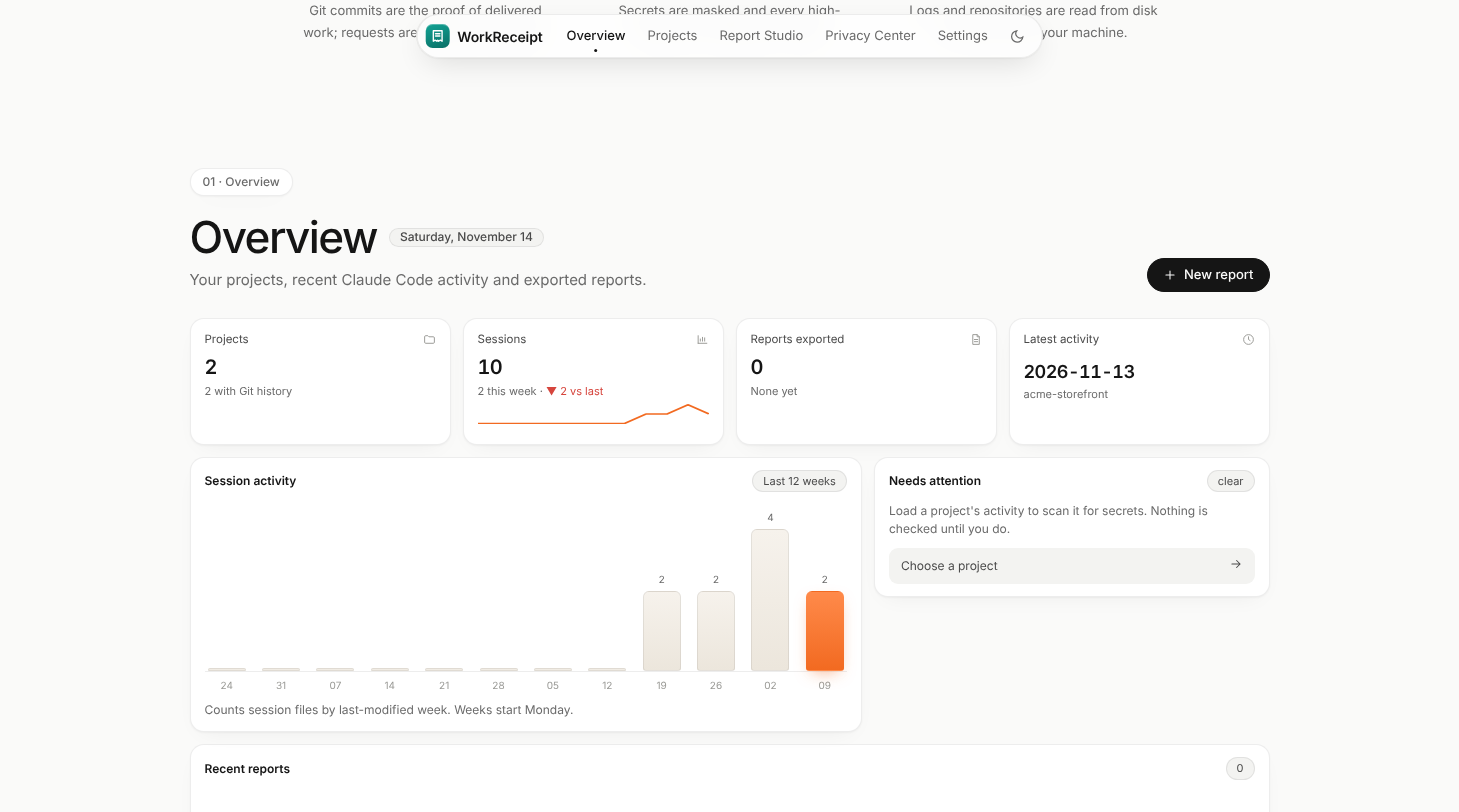 Git commits are the proof of delivered
Secrets are masked and every high-
Logs and repositories are read from disk
work; requests are
your machine.
WorkReceipt
Overview
Projects
Report Studio
Privacy Center
Settings
01 · Overview
Overview
Saturday, November 14
Your projects, recent Claude Code activity and exported reports.
+ New report
Projects
2
2 with Git history
Sessions
10
2 this week · ▼ 2 vs last
Reports exported
0
None yet
Latest activity
2026-11-13
acme-storefront
Session activity
Last 12 weeks
4
2 2 2
24 31 07 14 21 28 05 12 19 26 02 09
Counts session files by last-modified week. Weeks start Monday.
Needs attention
clear
Load a project's activity to scan it for secrets. Nothing is
checked until you do.
Choose a project →
Recent reports
0